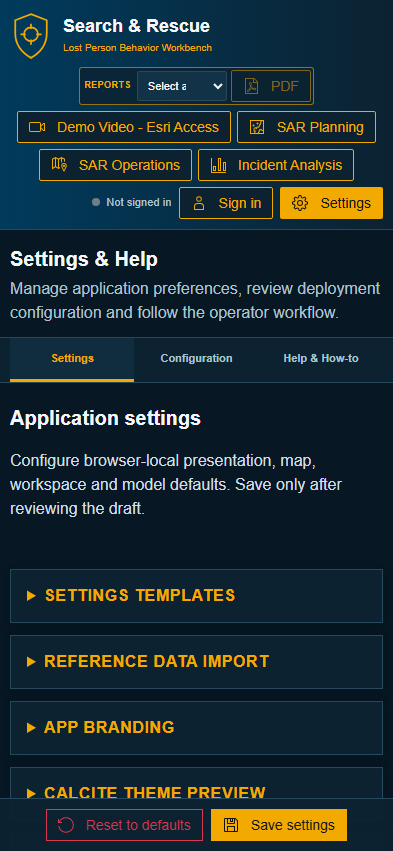 Search & Rescue
Lost Person Behavior Workbench
REPORTS Select a PDF
Demo Video - Esri Access SAR Planning
SAR Operations Incident Analysis
Not signed in Sign in Settings
Settings & Help
Manage application preferences, review deployment
configuration and follow the operator workflow.
Settings Configuration Help & How-to
Application settings
Configure browser-local presentation, map,
workspace and model defaults. Save only after
reviewing the draft.
SETTINGS TEMPLATES
REFERENCE DATA IMPORT
APP BRANDING
CALCITE THEME PREVIEW
Reset to defaults Save settings